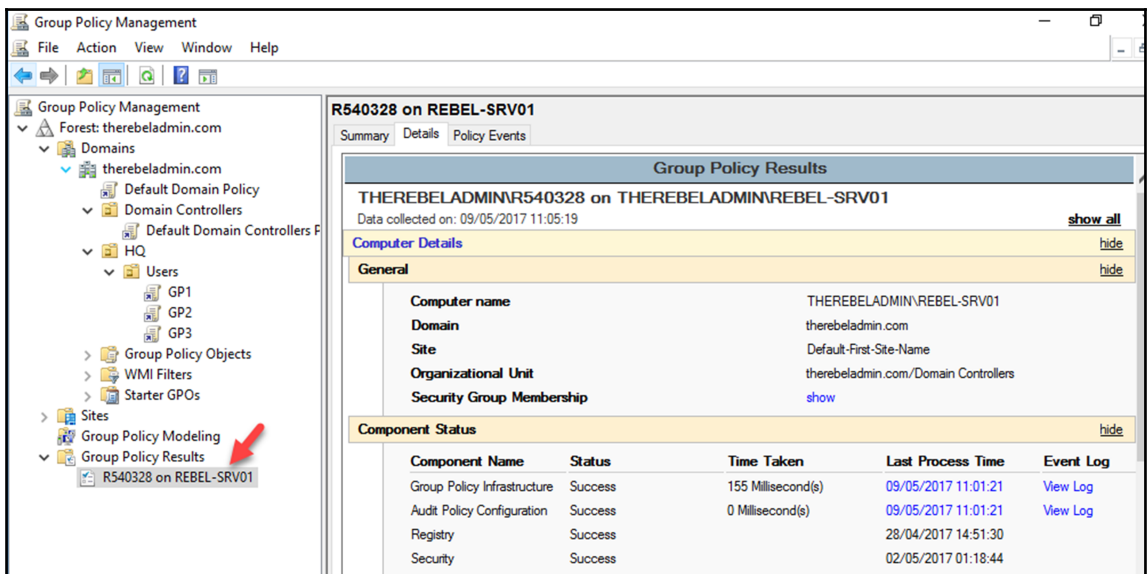 Group Policy Management
File Action View Window Help
Group Policy Management
Forest: therebeladmin.com
Domains
therebeladmin.com
Default Domain Policy
Domain Controllers
Default Domain Controllers P
HQ
Users
GP1
GP2
GP3
Group Policy Objects
WMI Filters
Starter GPOs
Sites
Group Policy Modeling
Group Policy Results
R540328 on REBEL-SRV01
R540328 on REBEL-SRV01
Summary Details Policy Events
Group Policy Results
THEREBELADMIN\R540328 on THEREBELADMIN\REBEL-SRV01
Data collected on: 09/05/2017 11:05:19 show all
Computer Details hide
General hide
Computer name THEREBELADMIN\REBEL-SRV01
Domain therebeladmin.com
Site Default-First-Site-Name
Organizational Unit therebeladmin.com/Domain Controllers
Security Group Membership show
Component Status hide
Component Name Status Time Taken Last Process Time Event Log
Group Policy Infrastructure Success 155 Millisecond(s) 09/05/2017 11:01:21 View Log
Audit Policy Configuration Success 0 Millisecond(s) 09/05/2017 11:01:21 View Log
Registry Success 28/04/2017 14:51:30
Security Success 02/05/2017 01:18:44